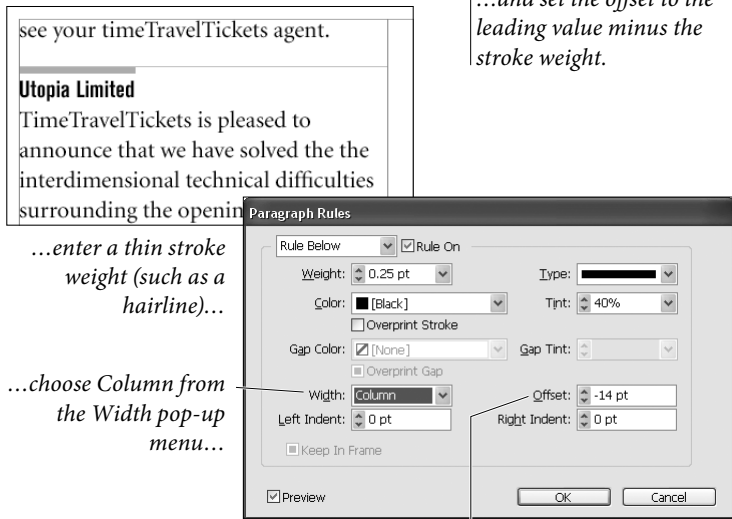 …and set the offset to the
leading value minus the
stroke weight.
see your timeTravelTickets agent.
Utopia Limited
TimeTravelTickets is pleased to
announce that we have solved the the
interdimensional technical difficulties
surrounding the openin
…enter a thin stroke
weight (such as a
hairline)…
…choose Column from
the Width pop-up
menu…
Paragraph Rules
Rule Below Rule On
Weight: 0.25 pt Type:
Color: [Black] Tint: 40%
Overprint Stroke
Gap Color: [None] Gap Tint:
Overprint Gap
Width: Column Offset: -14 pt
Left Indent: 0 pt Right Indent: 0 pt
Keep In Frame
Preview OK Cancel